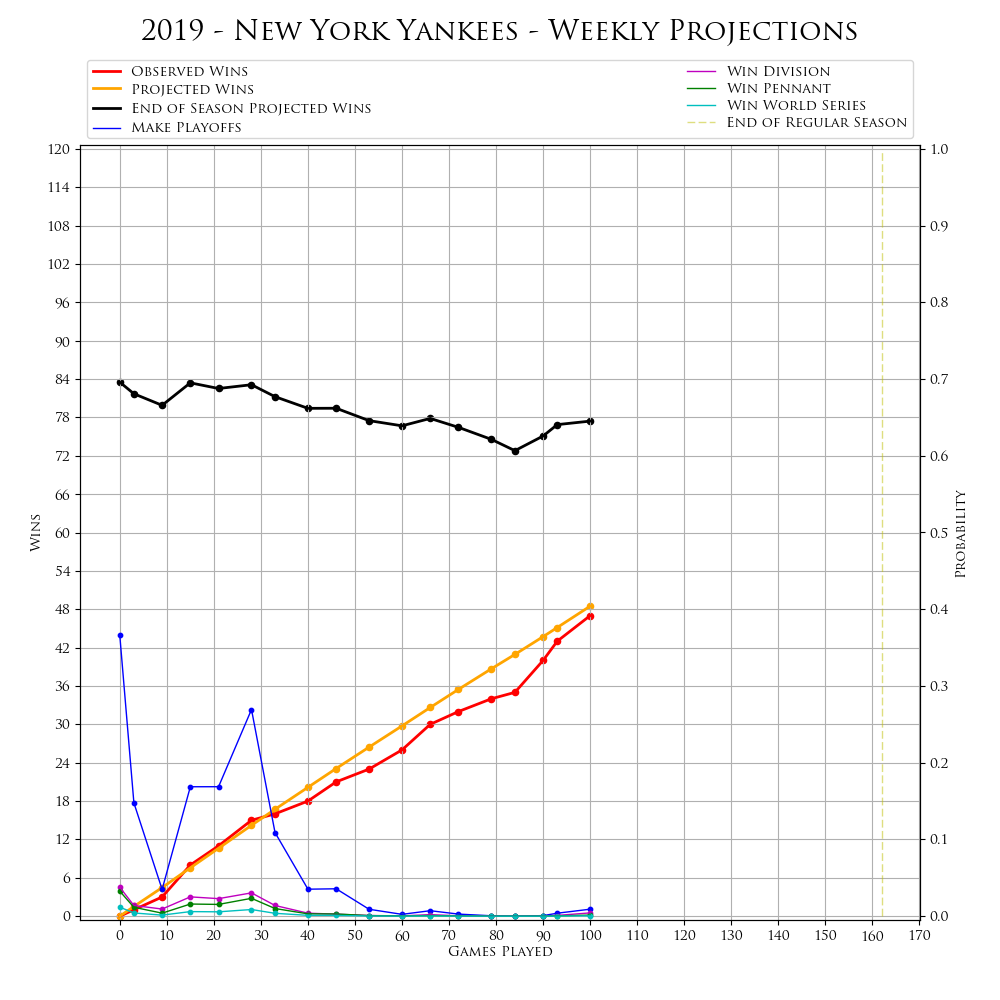 2019 - New York Yankees - Weekly Projections
Observed Wins
Projected Wins
End of Season Projected Wins
Make Playoffs
Win Division
Win Pennant
Win World Series
End of Regular Season
120
114
108
102
96
90
84
78
72
66
60
54
48
42
36
30
24
18
12
6
0
Wins
1.0
0.9
0.8
0.7
0.6
0.5
0.4
0.3
0.2
0.1
0.0
Probability
0 10 20 30 40 50 60 70 80 90 100 110 120 130 140 150 160 170
Games Played